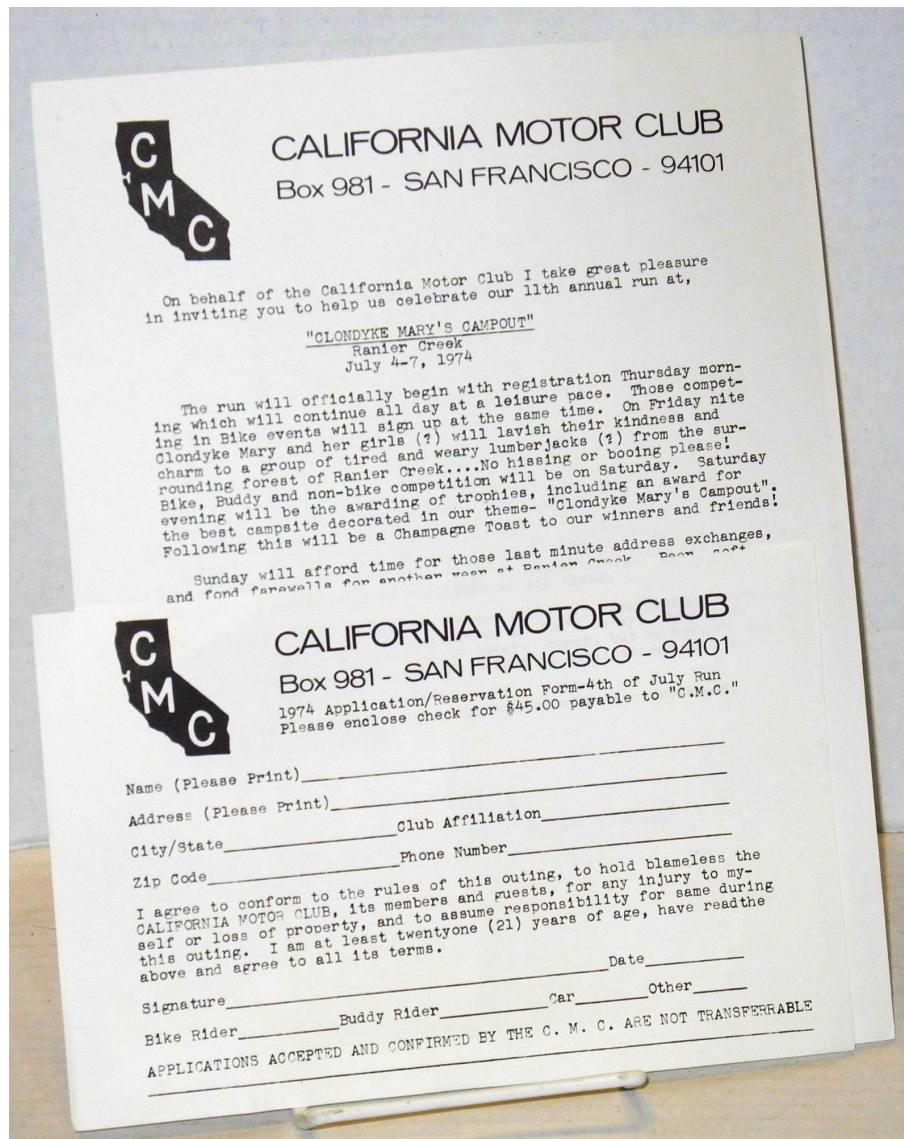 C
M
C
CALIFORNIA MOTOR CLUB
Box 981 - SAN FRANCISCO - 94101
On behalf of the California Motor Club I take great pleasure
in inviting you to help us celebrate our 11th annual run at,
"CLONDYKE MARY'S CAMPOUT"
Ranier Creek
July 4-7, 1974
The run will officially begin with registration Thursday morn-
ing which will continue all day at a leisure pace. Those compet-
ing in Bike events will sign up at the same time. On Friday nite
Clondyke Mary and her girls (?) will lavish their kindness and
charm to a group of tired and weary lumberjacks (?) from the sur-
rounding forest of Ranier Creek....No hissing or booing please!
Bike, Buddy and non-bike competition will be on Saturday. Saturday
evening will be the awarding of trophies, including an award for
the best campsite decorated in our theme- "Clondyke Mary's Campout".
Following this will be a Champagne Toast to our winners and friends!
Sunday will afford time for those last minute address exchanges,
and fond farewells for another year at Ranier Creek. Beer, soft
C
M
C
CALIFORNIA MOTOR CLUB
Box 981 - SAN FRANCISCO - 94101
1974 Application/Reservation Form-4th of July Run
Please enclose check for $45.00 payable to "C.M.C."
Name (Please Print)
Address (Please Print)
City/State Club Affiliation
Zip Code Phone Number
I agree to conform to the rules of this outing, to hold blameless the
CALIFORNIA MOTOR CLUB, its members and guests, for any injury to my-
self or loss of property, and to assume responsibility for same during
this outing. I am at least twentyone (21) years of age, have readthe
above and agree to all its terms.
Signature Date
Bike Rider Buddy Rider Car Other
APPLICATIONS ACCEPTED AND CONFIRMED BY THE C. M. C. ARE NOT TRANSFERRABLE